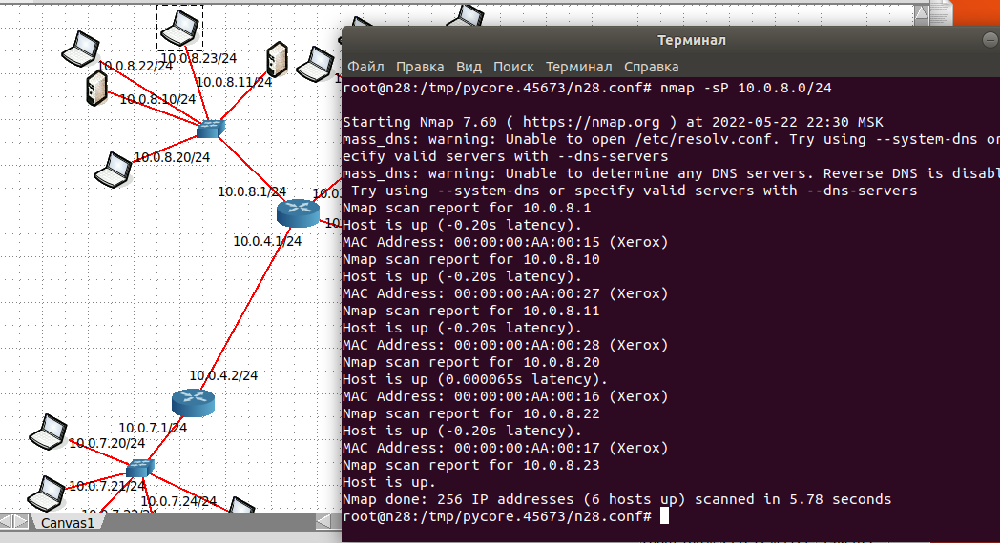 10.0.8.23/24
10.0.8.22/24
10.0.8.11/24
10.0.8.10/24
10.0.8.20/24
10.0.8.1/24
10.0.4.1/24
10.0.4.2/24
10.0.7.1/24
10.0.7.20/24
10.0.7.21/24
10.0.7.24/24
Canvas1
Терминал
Файл Правка Вид Поиск Терминал Справка
root@n28:/tmp/pycore.45673/n28.conf# nmap -sP 10.0.8.0/24
Starting Nmap 7.60 ( https://nmap.org ) at 2022-05-22 22:30 MSK
mass_dns: warning: Unable to open /etc/resolv.conf. Try using --system-dns or
ecify valid servers with --dns-servers
mass_dns: warning: Unable to determine any DNS servers. Reverse DNS is disabl
Try using --system-dns or specify valid servers with --dns-servers
Nmap scan report for 10.0.8.1
Host is up (-0.20s latency).
MAC Address: 00:00:00:AA:00:15 (Xerox)
Nmap scan report for 10.0.8.10
Host is up (-0.20s latency).
MAC Address: 00:00:00:AA:00:27 (Xerox)
Nmap scan report for 10.0.8.11
Host is up (-0.20s latency).
MAC Address: 00:00:00:AA:00:28 (Xerox)
Nmap scan report for 10.0.8.20
Host is up (0.000065s latency).
MAC Address: 00:00:00:AA:00:16 (Xerox)
Nmap scan report for 10.0.8.22
Host is up (-0.20s latency).
MAC Address: 00:00:00:AA:00:17 (Xerox)
Nmap scan report for 10.0.8.23
Host is up.
Nmap done: 256 IP addresses (6 hosts up) scanned in 5.78 seconds
root@n28:/tmp/pycore.45673/n28.conf#